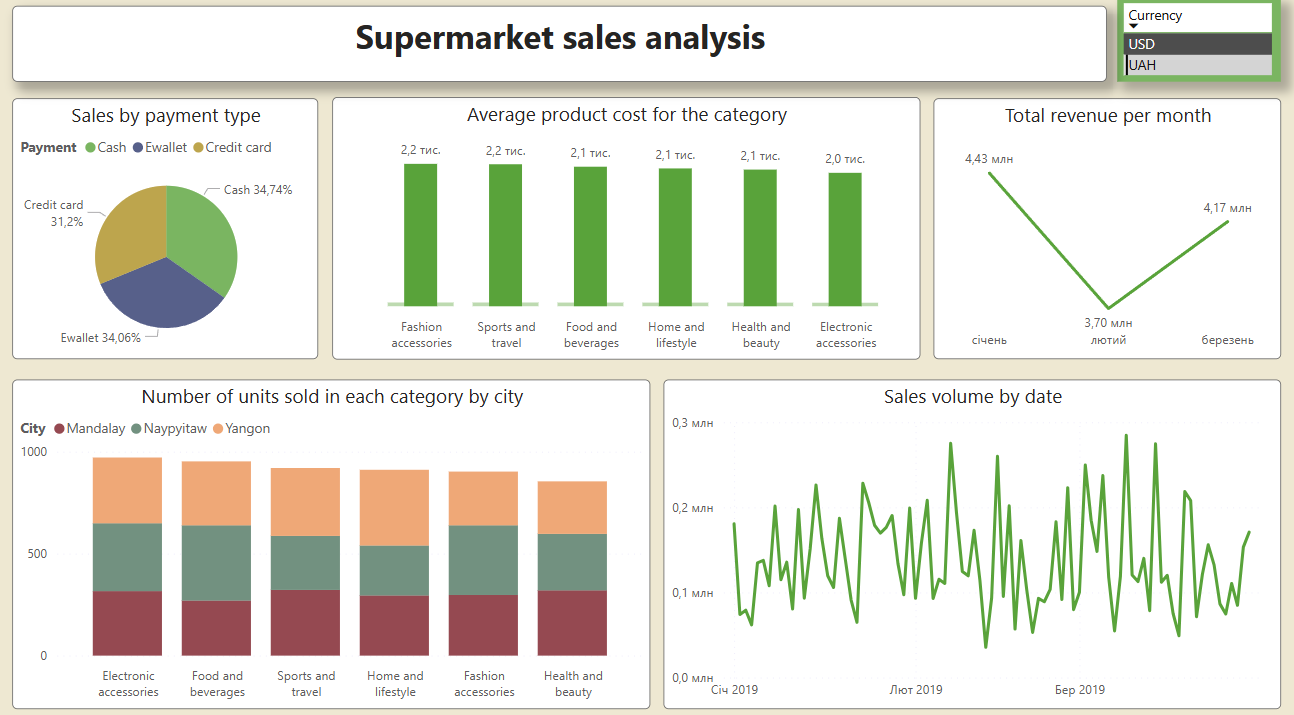 Supermarket sales analysis
Currency
USD
UAH
Sales by payment type
Payment Cash Ewallet Credit card
Cash 34,74%
Credit card
31,2%
Ewallet 34,06%
Average product cost for the category
2,2 тис. 2,2 тис. 2,1 тис. 2,1 тис. 2,1 тис. 2,0 тис.
Fashion Sports and Food and Home and Health and Electronic
accessories travel beverages lifestyle beauty accessories
Total revenue per month
4,43 млн
4,17 млн
3,70 млн
січень лютий березень
Number of units sold in each category by city
City Mandalay Naypyitaw Yangon
1000
500
0
Electronic Food and Sports and Home and Fashion Health and
accessories beverages travel lifestyle accessories beauty
Sales volume by date
0,3 млн
0,2 млн
0,1 млн
0,0 млн
Січ 2019 Лют 2019 Бер 2019